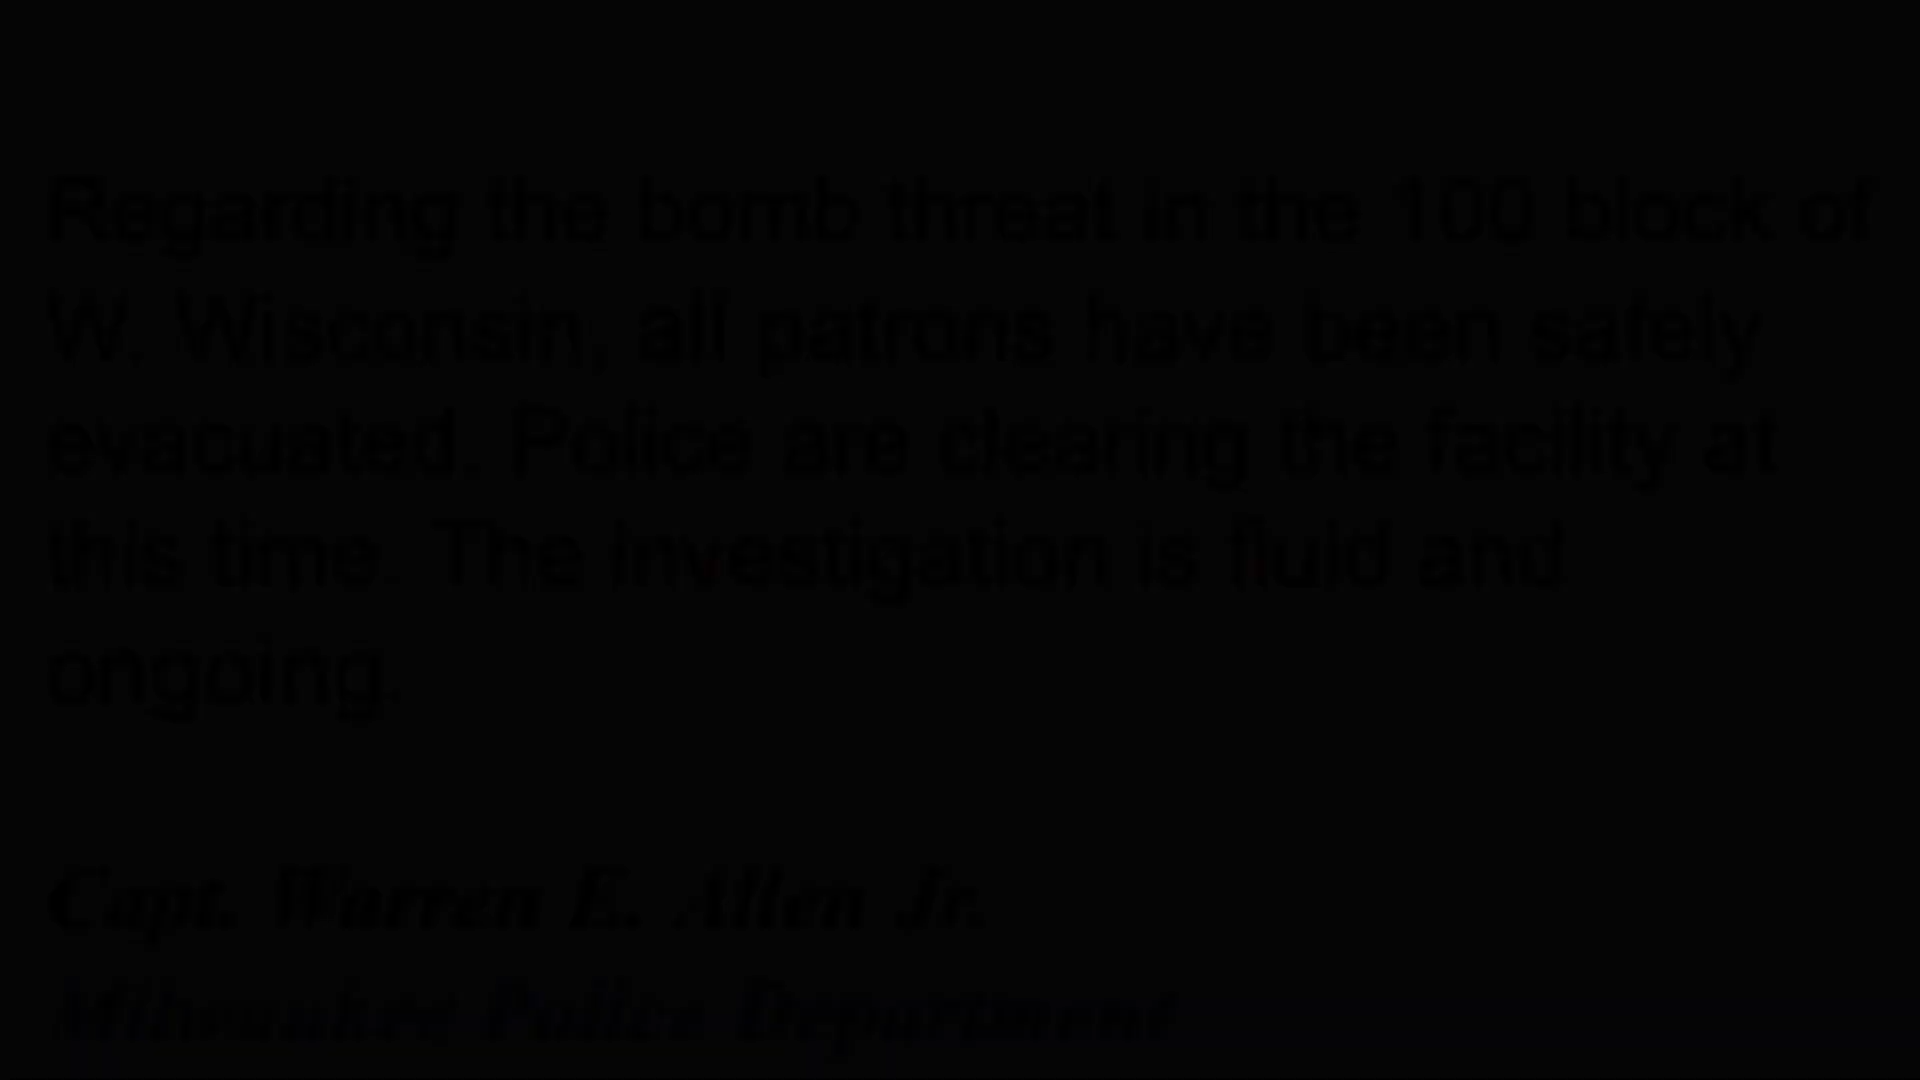 Regarding the bomb threat in the 100 block of
W. Wisconsin, all patrons have been safely
evacuated. Police are clearing the facility at
this time. The investigation is fluid and
ongoing.
Capt. Warren E. Allen Jr.
Milwaukee Police Department